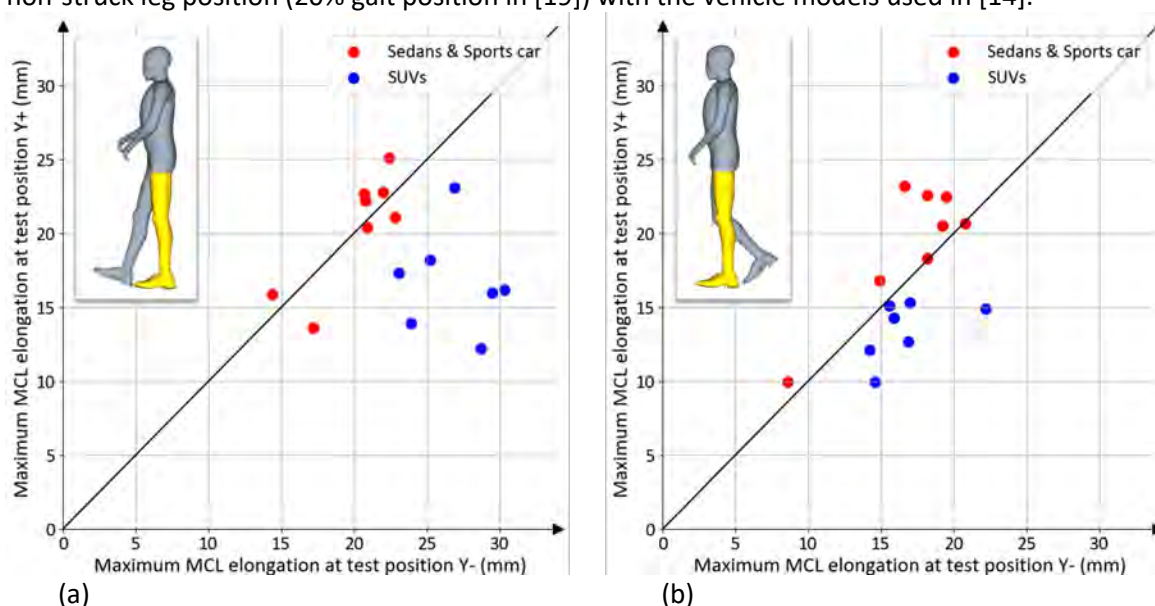 non-struck leg position (20% gait position in [19]) with the vehicle models used in [14].
Sedans & Sports car
SUVs
Maximum MCL elongation at test position Y+ (mm)
30
25
20
15
10
5
0
0 5 10 15 20 25 30
Maximum MCL elongation at test position Y- (mm)
(a)
Sedans & Sports car
SUVs
Maximum MCL elongation at test position Y+ (mm)
30
25
20
15
10
5
0
0 5 10 15 20 25 30
Maximum MCL elongation at test position Y- (mm)
(b)